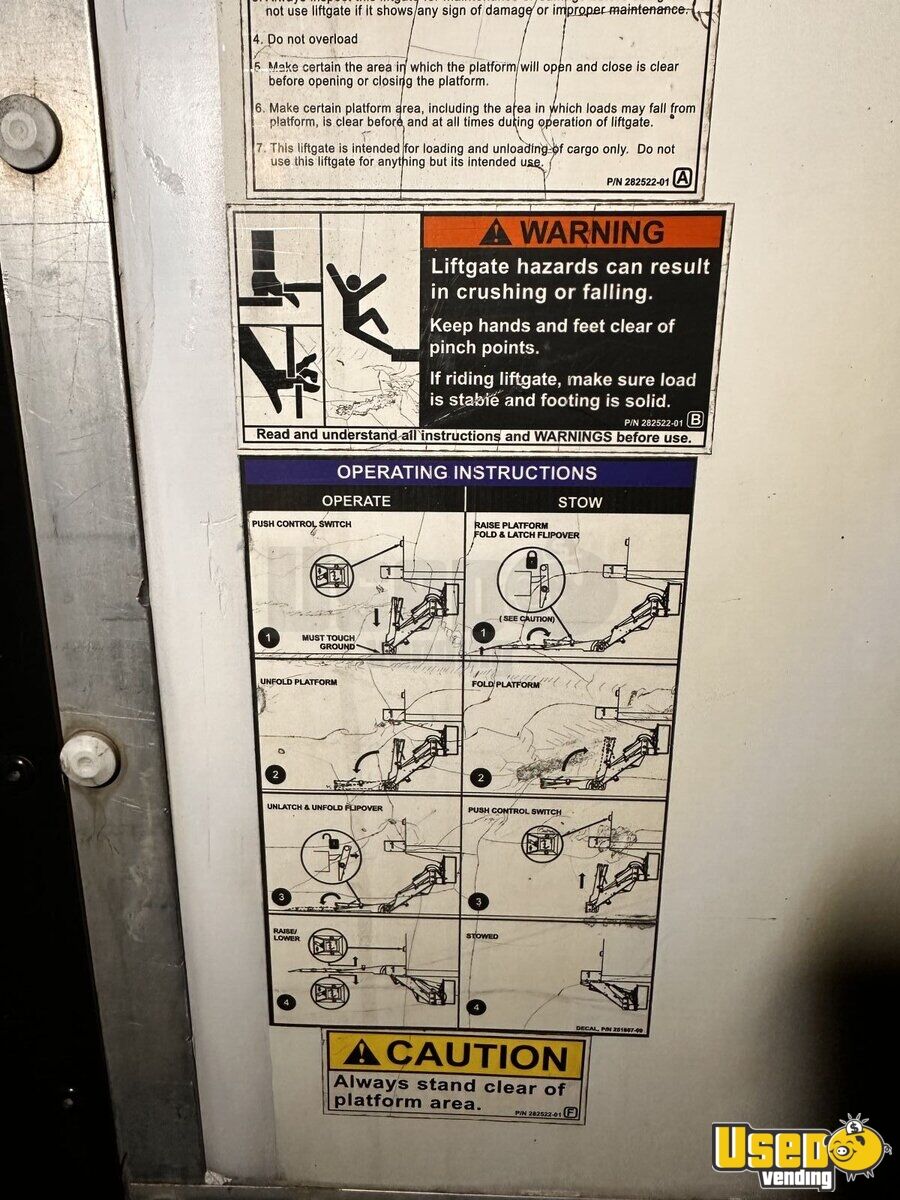 not use liftgate if it shows any sign of damage or improper maintenance.
4. Do not overload
5. Make certain the area in which the platform will open and close is clear
before opening or closing the platform.
6. Make certain platform area, including the area in which loads may fall from
platform, is clear before and at all times during operation of liftgate.
7. This liftgate is intended for loading and unloading of cargo only. Do not
use this liftgate for anything but its intended use.
P/N 282522-01 A
WARNING
Liftgate hazards can result
in crushing or falling.
Keep hands and feet clear of
pinch points.
If riding liftgate, make sure load
is stable and footing is solid.
P/N 282522-01 B
Read and understand all instructions and WARNINGS before use.
OPERATING INSTRUCTIONS
OPERATE
STOW
PUSH CONTROL SWITCH
MUST TOUCH
GROUND
1
RAISE PLATFORM
FOLD & LATCH FLIPOVER
(SEE CAUTION)
1
UNFOLD PLATFORM
2
FOLD PLATFORM
2
UNLATCH & UNFOLD FLIPOVER
3
PUSH CONTROL SWITCH
3
RAISE/
LOWER
4
STOWED
4
DECAL, P/N
CAUTION
Always stand clear of
platform area.
P/N 282522-01 F
USED
vending